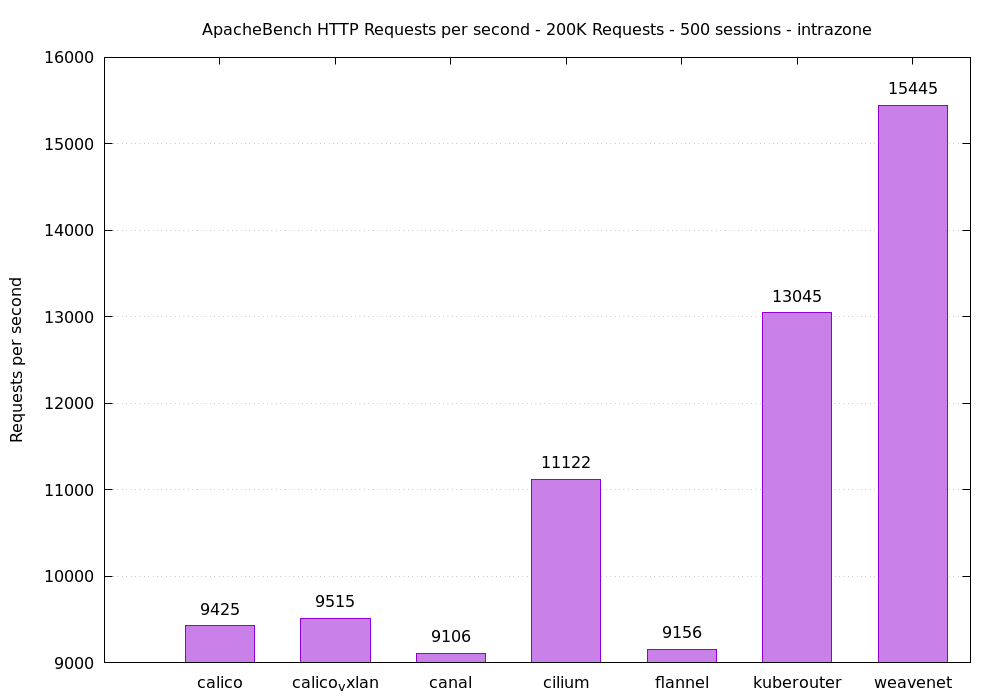 ApacheBench HTTP Requests per second - 200K Requests - 500 sessions - intrazone
Requests per second
16000
15000
14000
13000
12000
11000
10000
9000
9425
9515
9106
11122
9156
13045
15445
calico
calicovxlan
canal
cilium
flannel
kuberouter
weavenet